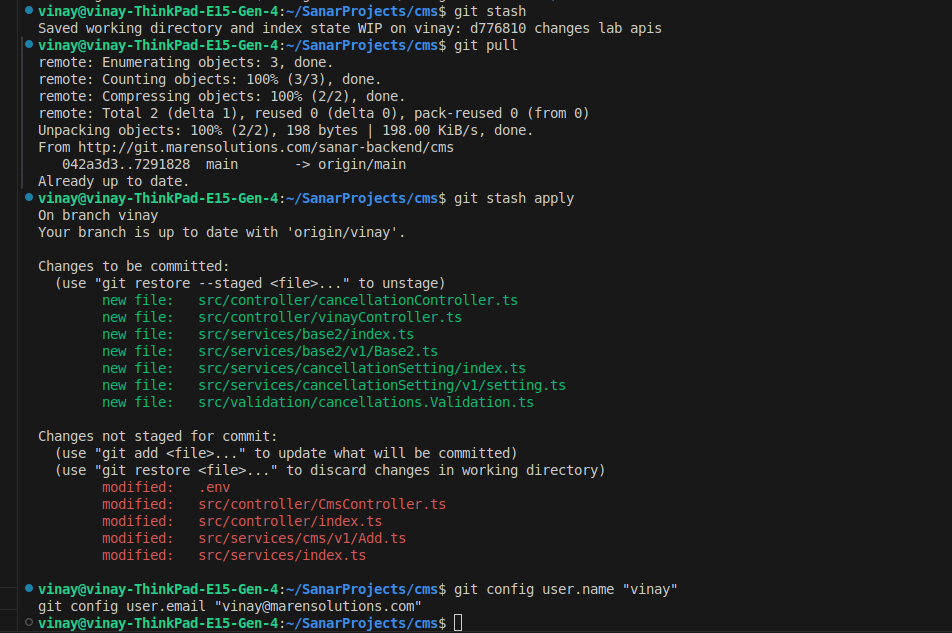 vinay@vinay-ThinkPad-E15-Gen-4:~/SanarProjects/cms$ git stash
Saved working directory and index state WIP on vinay: d776810 changes lab apis
vinay@vinay-ThinkPad-E15-Gen-4:~/SanarProjects/cms$ git pull
remote: Enumerating objects: 3, done.
remote: Counting objects: 100% (3/3), done.
remote: Compressing objects: 100% (2/2), done.
remote: Total 2 (delta 1), reused 0 (delta 0), pack-reused 0 (from 0)
Unpacking objects: 100% (2/2), 198 bytes | 198.00 KiB/s, done.
From http://git.marensolutions.com/sanar-backend/cms
   042a3d3..7291828  main       -> origin/main
Already up to date.
vinay@vinay-ThinkPad-E15-Gen-4:~/SanarProjects/cms$ git stash apply
On branch vinay
Your branch is up to date with 'origin/vinay'.

Changes to be committed:
  (use "git restore --staged <file>..." to unstage)
        new file:   src/controller/cancellationController.ts
        new file:   src/controller/vinayController.ts
        new file:   src/services/base2/index.ts
        new file:   src/services/base2/v1/Base2.ts
        new file:   src/services/cancellationSetting/index.ts
        new file:   src/services/cancellationSetting/v1/setting.ts
        new file:   src/validation/cancellations.Validation.ts

Changes not staged for commit:
  (use "git add <file>..." to update what will be committed)
  (use "git restore <file>..." to discard changes in working directory)
        modified:   .env
        modified:   src/controller/CmsController.ts
        modified:   src/controller/index.ts
        modified:   src/services/cms/v1/Add.ts
        modified:   src/services/index.ts

vinay@vinay-ThinkPad-E15-Gen-4:~/SanarProjects/cms$ git config user.name "vinay"
git config user.email "vinay@marensolutions.com"
vinay@vinay-ThinkPad-E15-Gen-4:~/SanarProjects/cms$